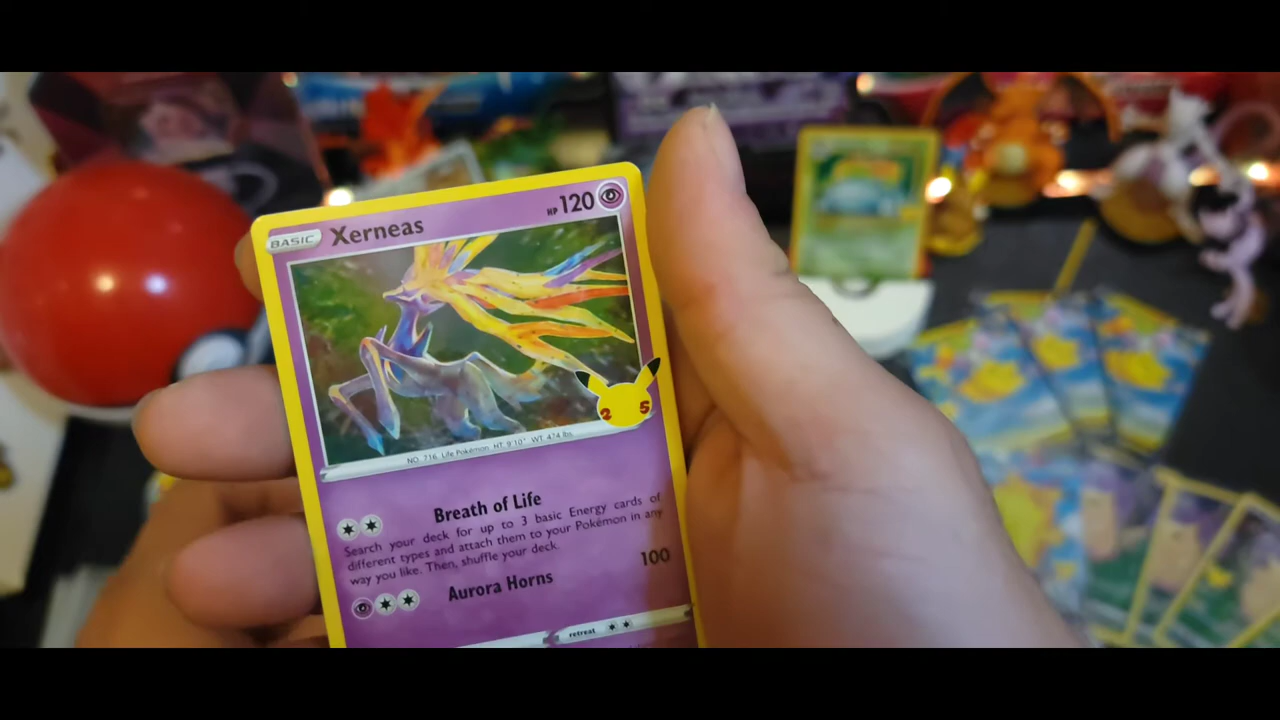 BASIC Xerneas HP 120
25
NO. 716 Life Pokémon HT: 9'10" WT: 474 lbs
Breath of Life
Search your deck for up to 3 basic Energy cards of
different types and attach them to your Pokémon in any
way you like. Then, shuffle your deck.
Aurora Horns 100
retreat